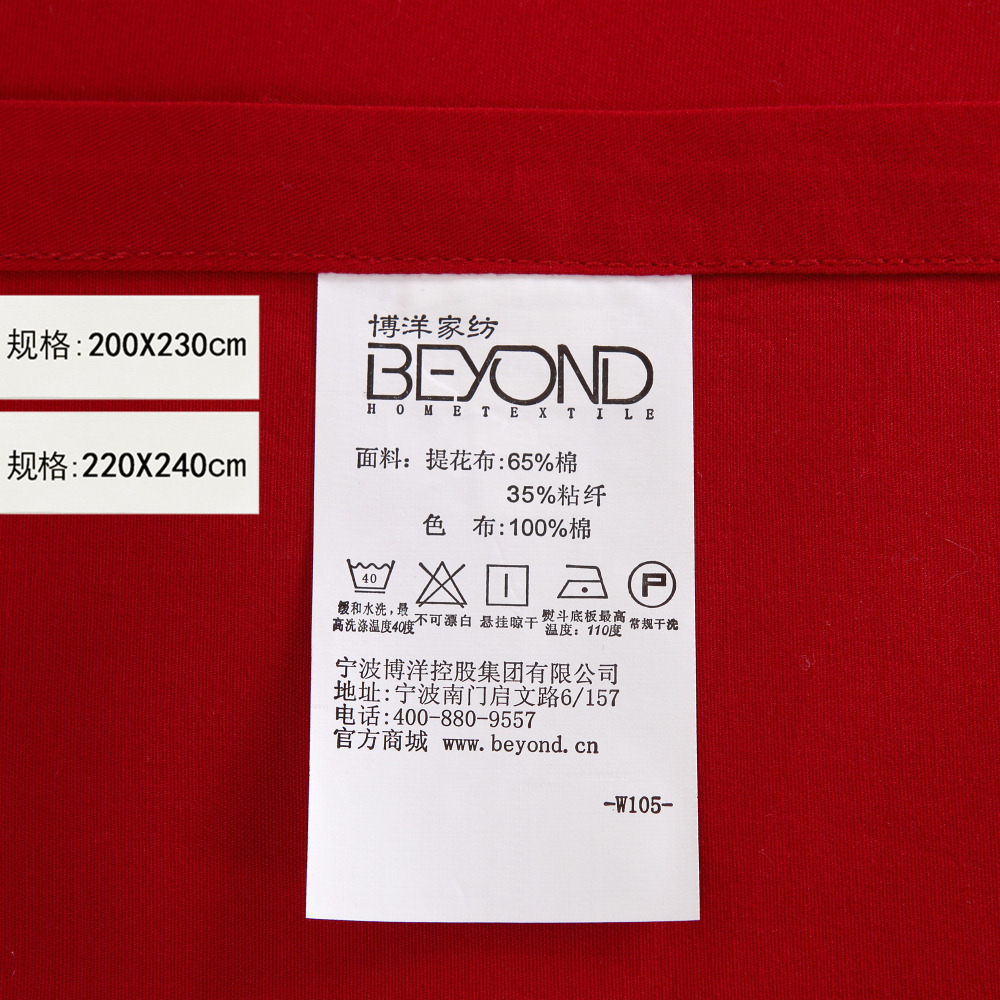 规格:200X230cm
规格:220X240cm
博洋家纺
BEYOND
HOMETEXTILE
面料：提花布:65%棉
35%粘纤
色 布:100%棉
40
P
缓和水洗,最
高洗涤温度40度
不可漂白
悬挂晾干
熨斗底板最高
温度：110度
常规干洗
宁波博洋控股集团有限公司
地址:宁波南门启文路6/157
电话:400-880-9557
官方商城 www.beyond.cn
-W105-